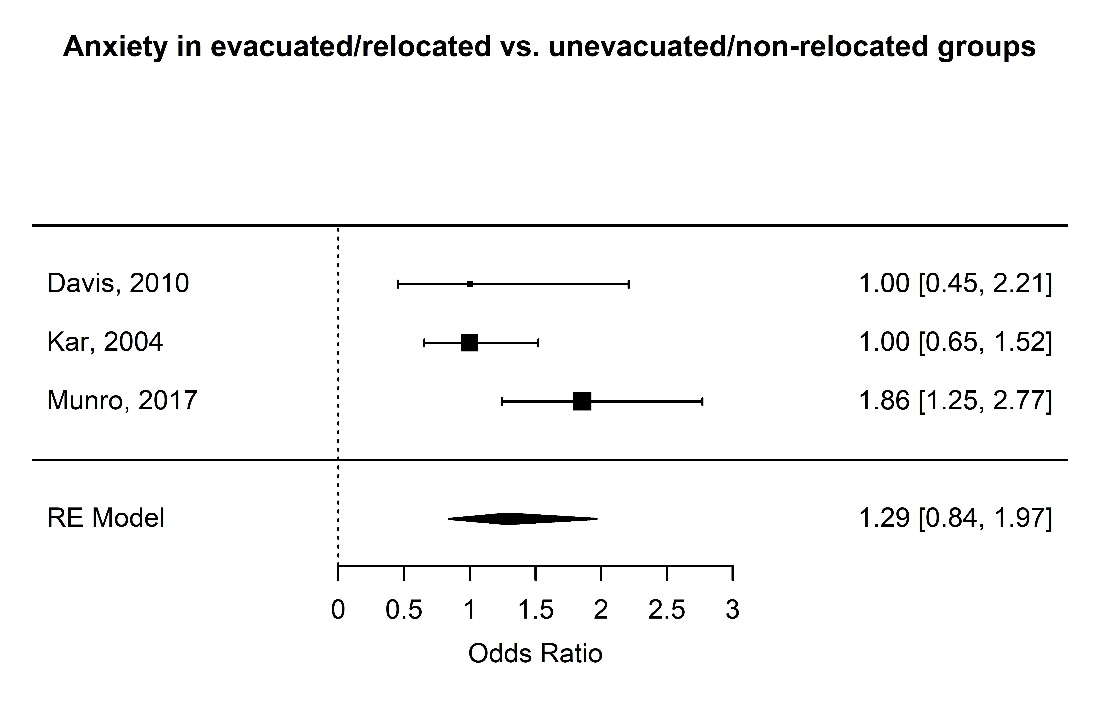 Anxiety in evacuated/relocated vs. unevacuated/non-relocated groups
Davis, 2010 1.00 [0.45, 2.21]
Kar, 2004 1.00 [0.65, 1.52]
Munro, 2017 1.86 [1.25, 2.77]
RE Model 1.29 [0.84, 1.97]
0 0.5 1 1.5 2 2.5 3
Odds Ratio